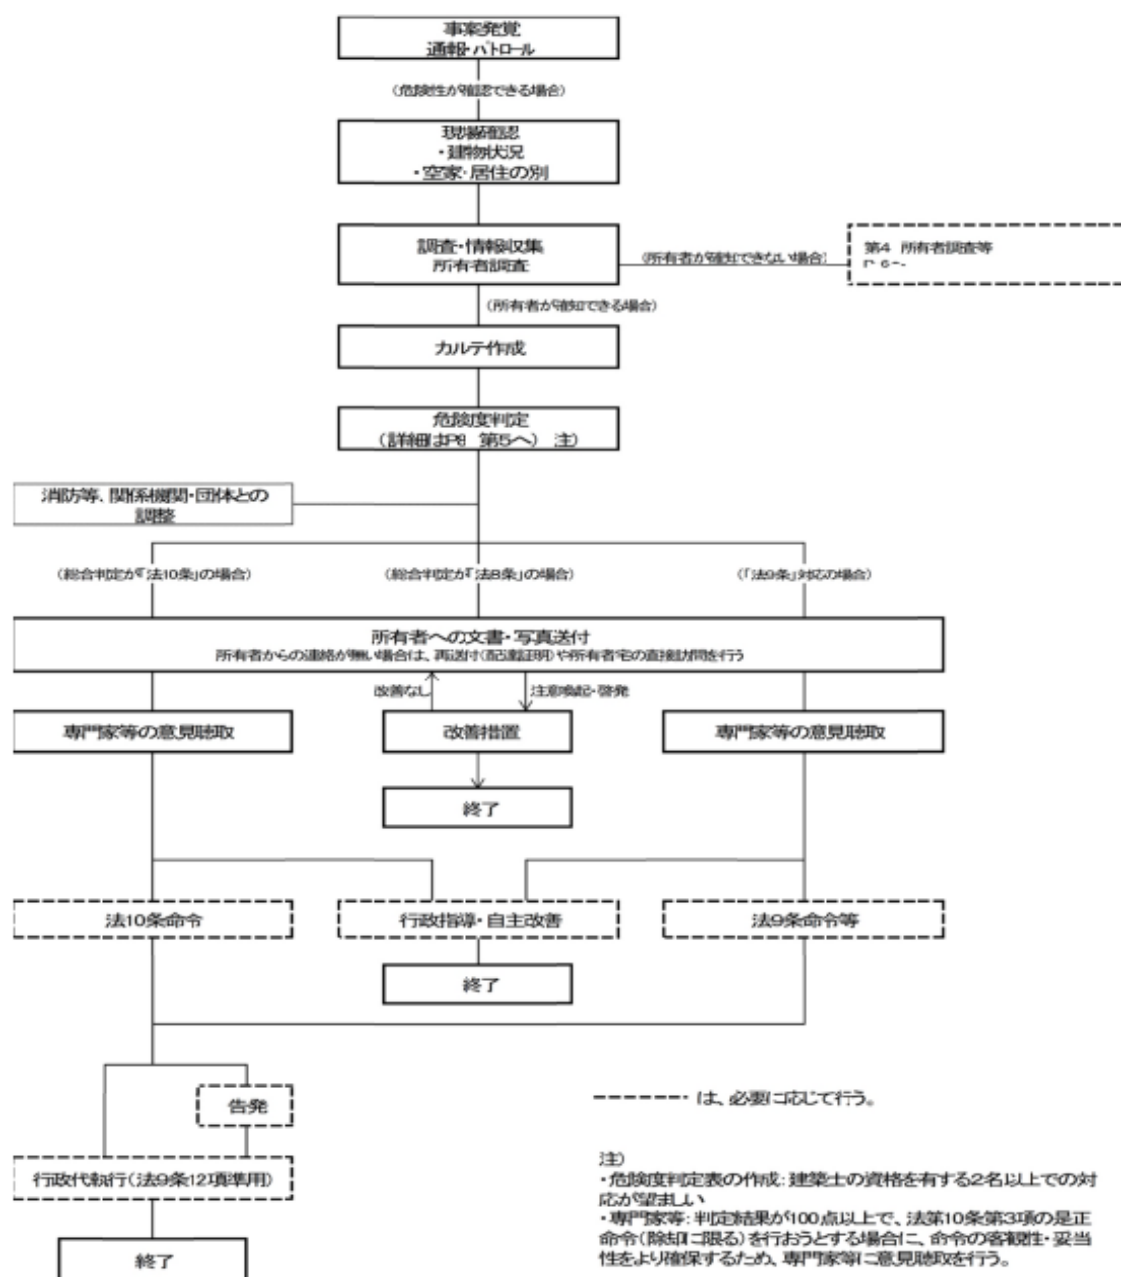 事案発覚
通報・パトロール
(危険性が確認できる場合)
現場確認
・建物状況
・空家・居住の別
調査・情報収集
所有者調査
(所有者が確知できない場合)
第4 所有者調査等
(所有者が確知できる場合)
カルテ作成
危険度判定
(詳細はP8 第5へ) 注)
消防等、関係機関・団体との
調整
(総合判定が「法10条」の場合)
(総合判定が「法8条」の場合)
(「法9条」対応の場合)
所有者への文書・写真送付
所有者からの連絡が無い場合は、再送付(配達証明)や所有者宅の直接訪問を行う
改善なし
注意喚起・啓発
専門家等の意見聴取
改善措置
専門家等の意見聴取
終了
法10条命令
行政指導・自主改善
法9条命令等
終了
告発
は、必要に応じて行う。
行政代執行(法9条12項準用)
終了
注)
・危険度判定表の作成:建築士の資格を有する2名以上での対
応が望ましい
・専門家等:判定結果が100点以上で、法第10条第3項の是正
命令(除却に限る)を行おうとする場合に、命令の客観性・妥当
性をより確保するため、専門家等に意見聴取を行う。